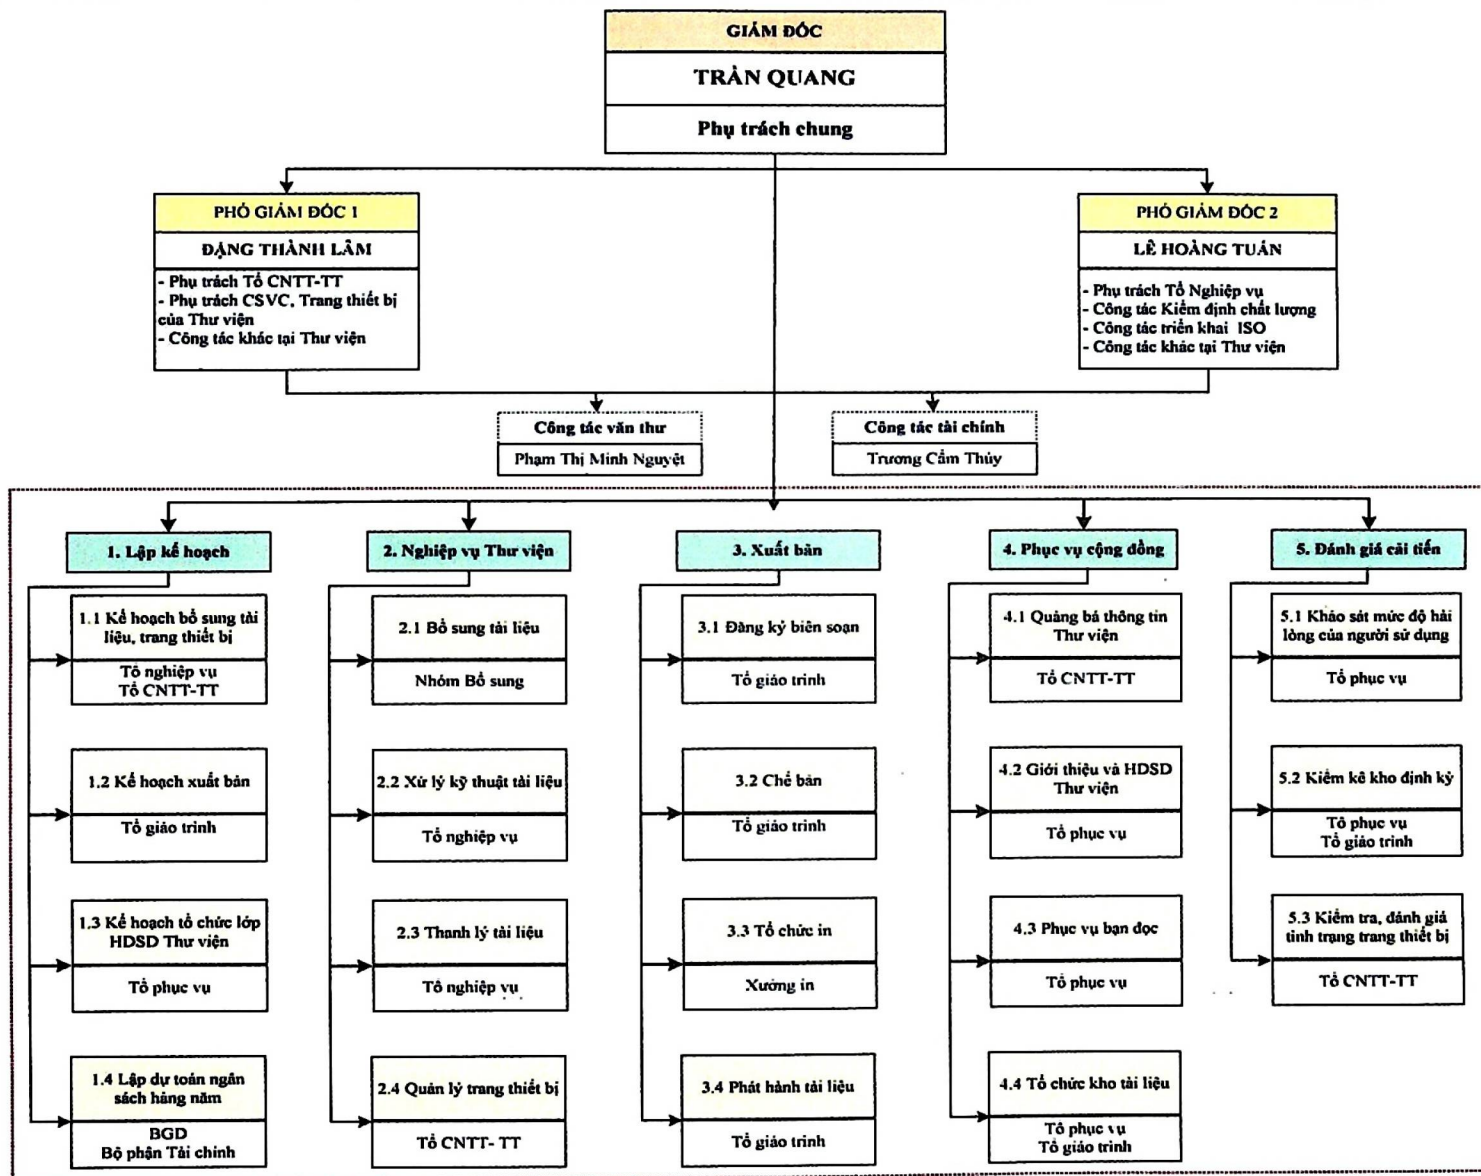 GIÁM ĐỐC
TRẦN QUANG
Phụ trách chung
PHÓ GIÁM ĐỐC 1
ĐẶNG THÀNH LÂM
- Phụ trách Tổ CNTT-TT
- Phụ trách CSVC, Trang thiết bị
của Thư viện
- Công tác khác tại Thư viện
PHÓ GIÁM ĐỐC 2
LÊ HOÀNG TUẤN
- Phụ trách Tổ Nghiệp vụ
- Công tác Kiểm định chất lượng
- Công tác triển khai ISO
- Công tác khác tại Thư viện
Công tác văn thư
Phạm Thị Minh Nguyệt
Công tác tài chính
Trương Cẩm Thủy
1. Lập kế hoạch
1.1 Kế hoạch bổ sung tài
liệu, trang thiết bị
Tổ nghiệp vụ
Tổ CNTT-TT
1.2 Kế hoạch xuất bản
Tổ giáo trình
1.3 Kế hoạch tổ chức lớp
HDSD Thư viện
Tổ phục vụ
1.4 Lập dự toán ngân
sách hàng năm
BGD
Bộ phận Tài chính
2. Nghiệp vụ Thư viện
2.1 Bổ sung tài liệu
Nhóm Bổ sung
2.2 Xử lý kỹ thuật tài liệu
Tổ nghiệp vụ
2.3 Thanh lý tài liệu
Tổ nghiệp vụ
2.4 Quản lý trang thiết bị
Tổ CNTT- TT
3. Xuất bản
3.1 Đăng ký biên soạn
Tổ giáo trình
3.2 Chế bản
Tổ giáo trình
3.3 Tổ chức in
Xưởng in
3.4 Phát hành tài liệu
Tổ giáo trình
4. Phục vụ cộng đồng
4.1 Quảng bá thông tin
Thư viện
Tổ CNTT-TT
4.2 Giới thiệu và HDSD
Thư viện
Tổ phục vụ
4.3 Phục vụ bạn đọc
Tổ phục vụ
4.4 Tổ chức kho tài liệu
Tổ phục vụ
Tổ giáo trình
5. Đánh giá cải tiến
5.1 Khảo sát mức độ hài
lòng của người sử dụng
Tổ phục vụ
5.2 Kiểm kê kho định kỳ
Tổ phục vụ
Tổ giáo trình
5.3 Kiểm tra, đánh giá
tình trạng trang thiết bị
Tổ CNTT-TT